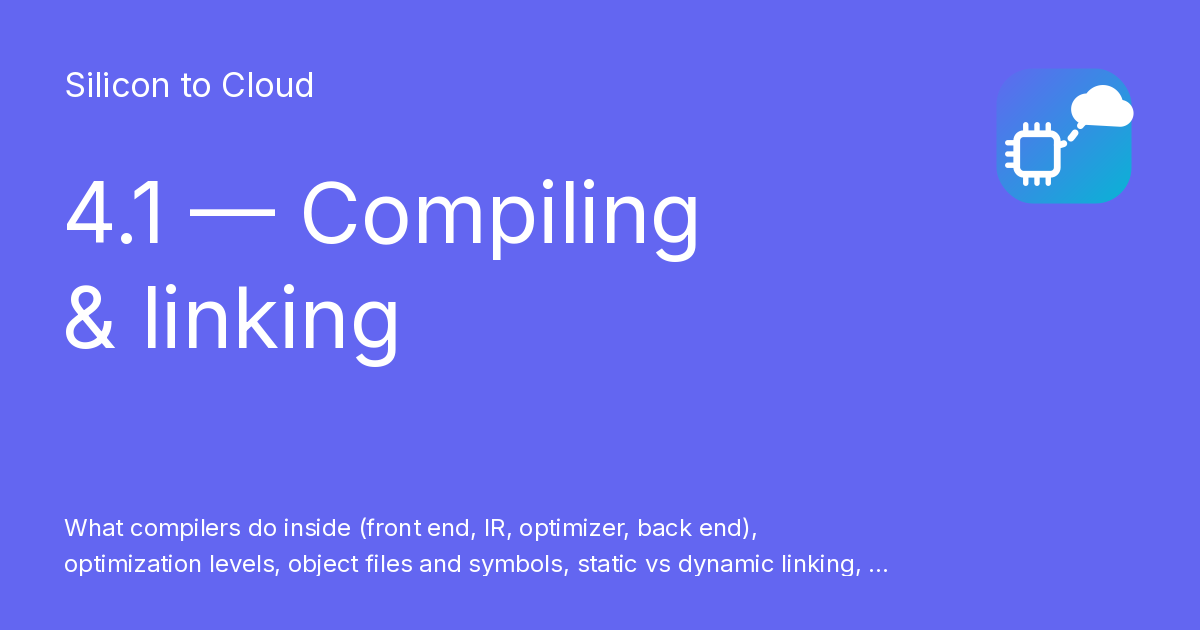 Silicon to Cloud
4.1 — Compiling
& linking
What compilers do inside (front end, IR, optimizer, back end),
optimization levels, object files and symbols, static vs dynamic linking, ...